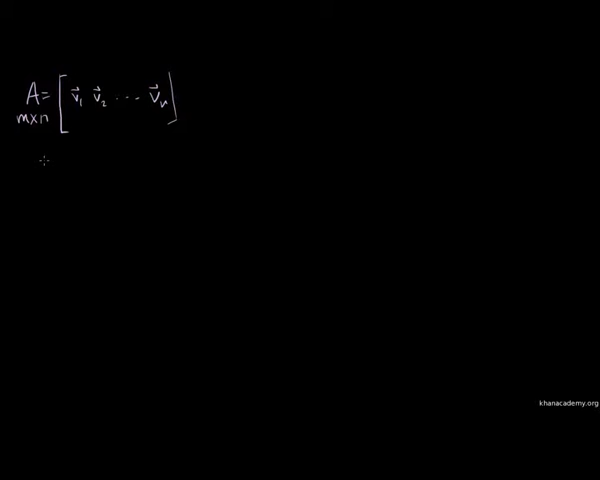 A = [ v⃗₁ v⃗₂ ... v⃗ₙ ]
m×n
khanacademy.org